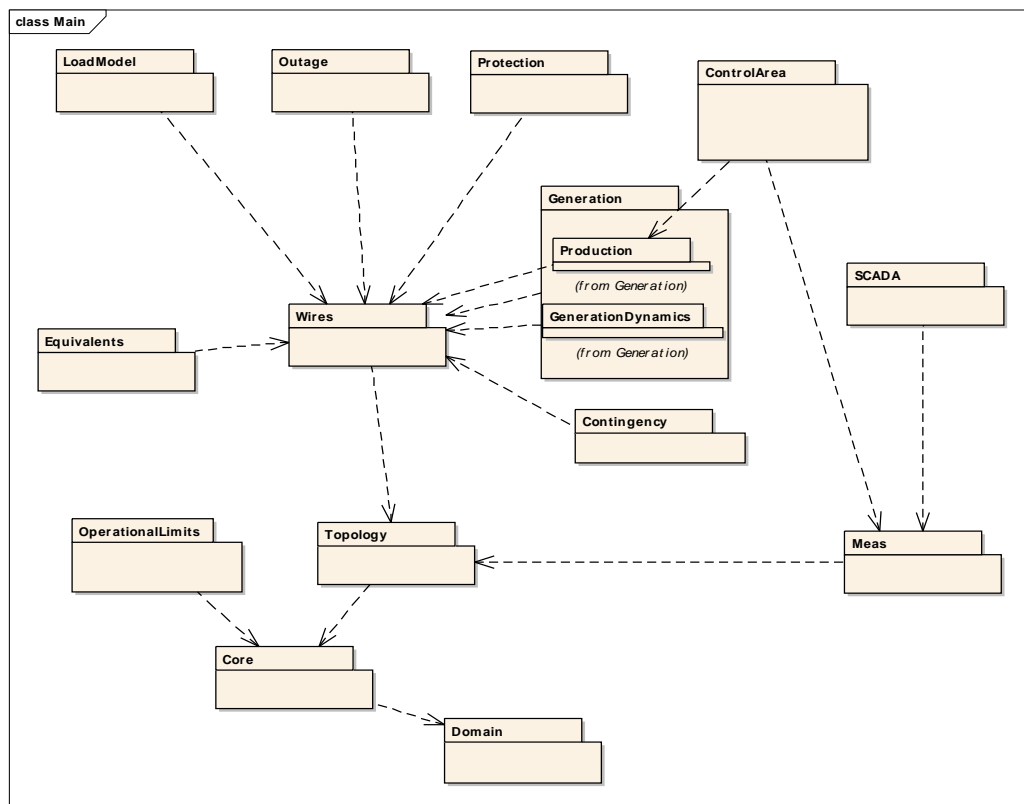 class Main
LoadModel
Outage
Protection
ControlArea
Generation
Production
(from Generation)
SCADA
Wires
GenerationDynamics
(from Generation)
Equivalents
Contingency
OperationalLimits
Topology
Meas
Core
Domain